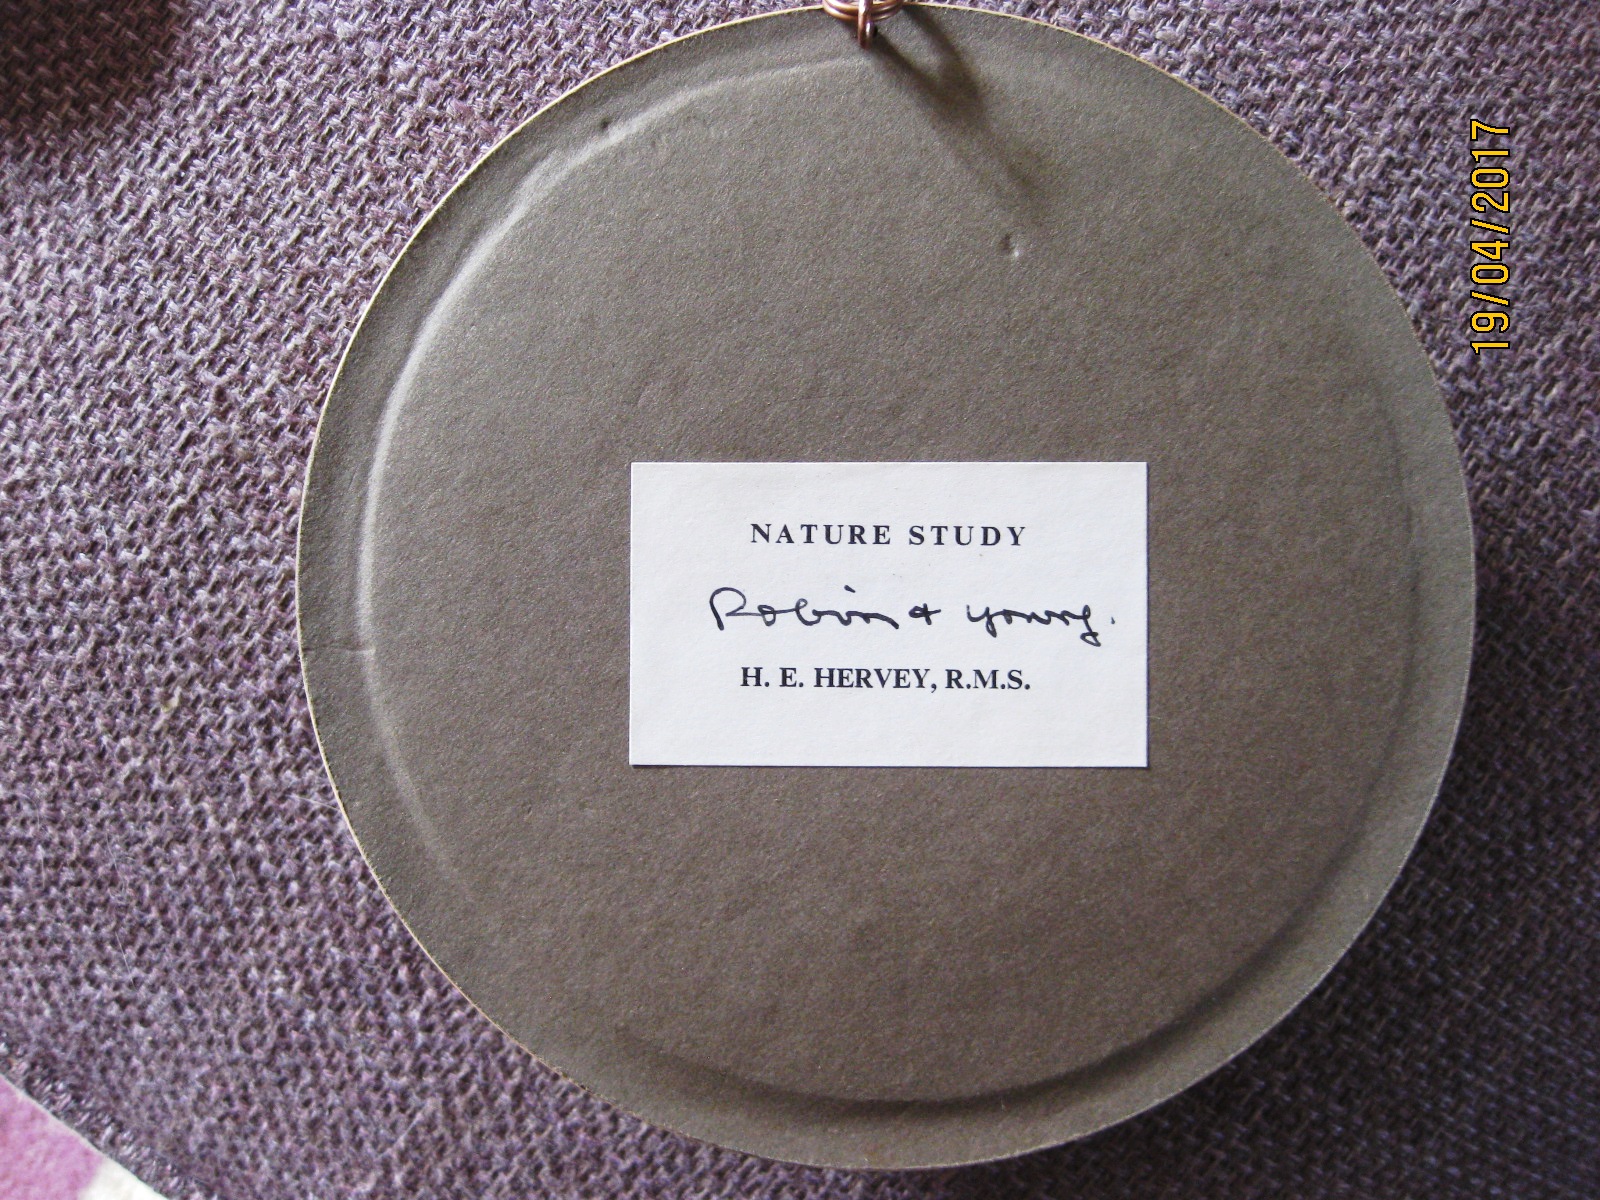 NATURE STUDY
Robin & young.
H. E. HERVEY, R.M.S.
19/04/2017